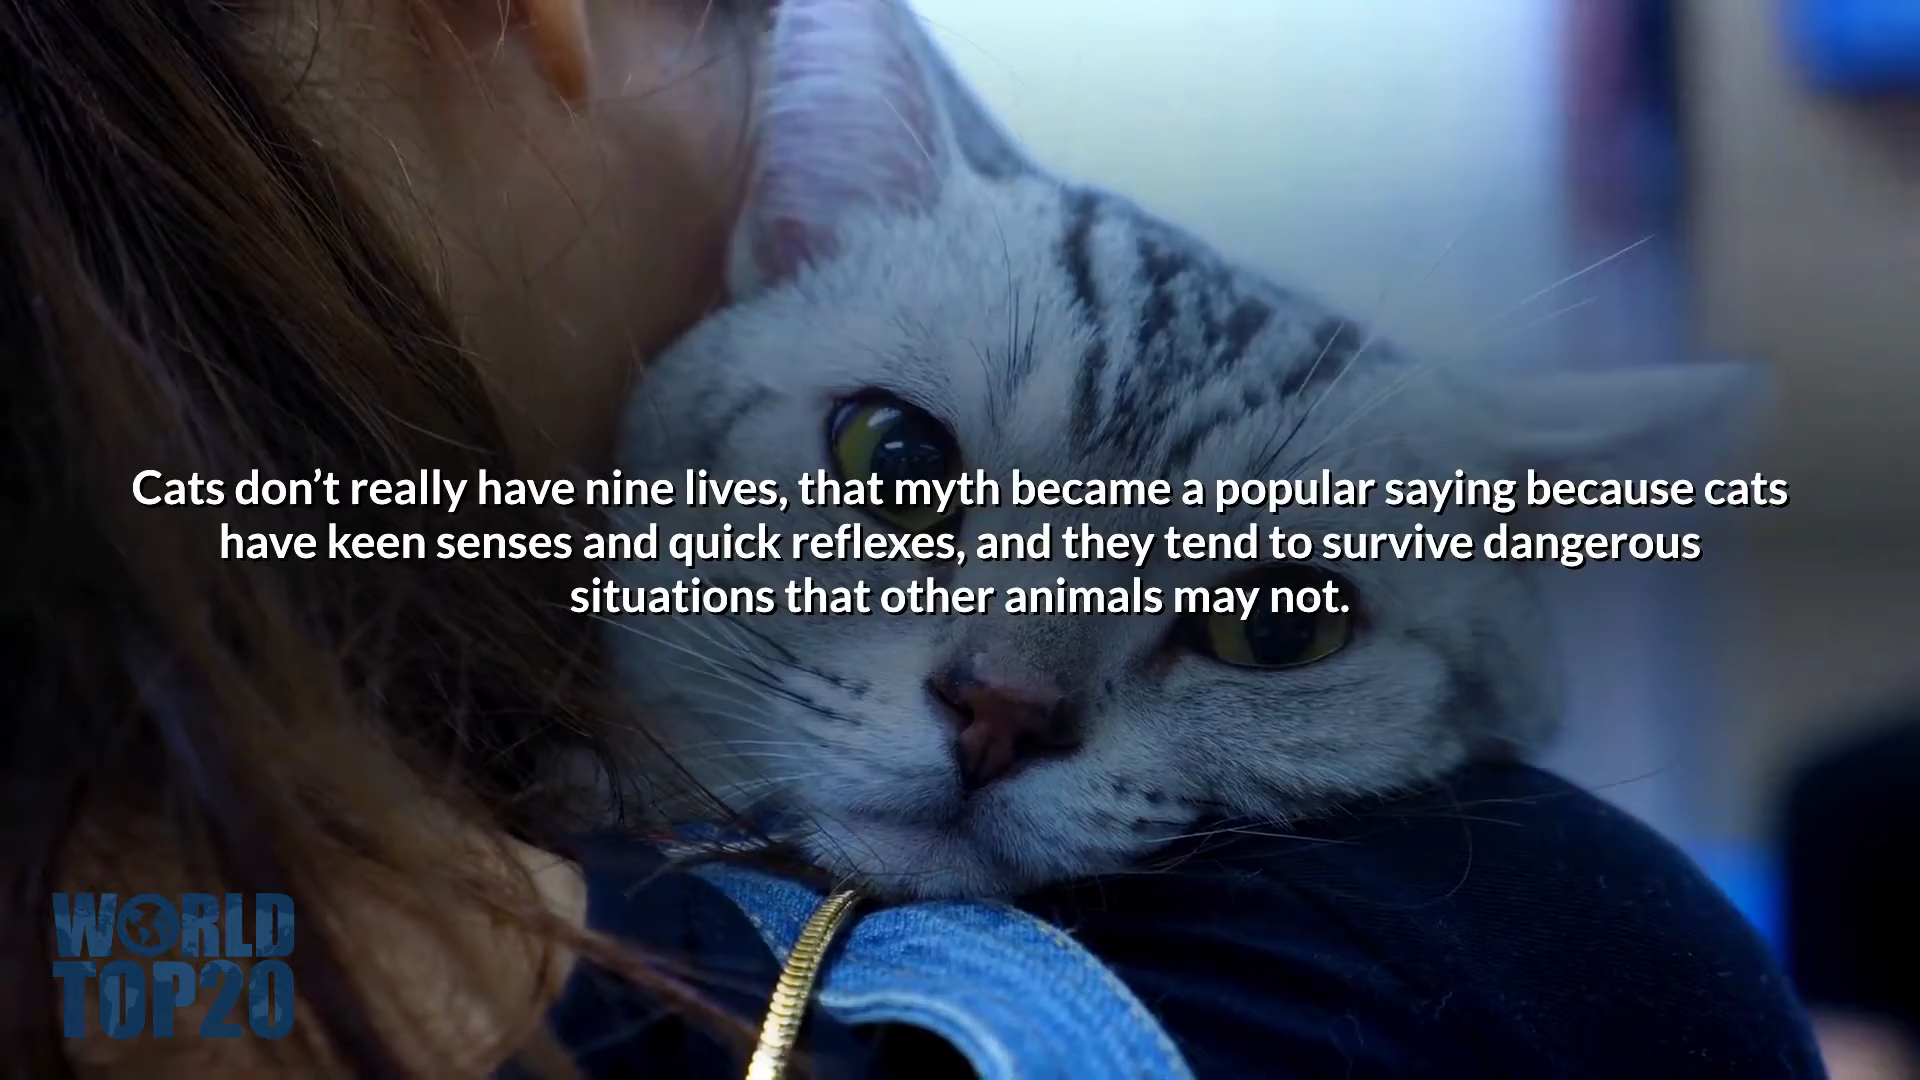 Cats don’t really have nine lives, that myth became a popular saying because cats
have keen senses and quick reflexes, and they tend to survive dangerous
situations that other animals may not.
WORLD
TOP20